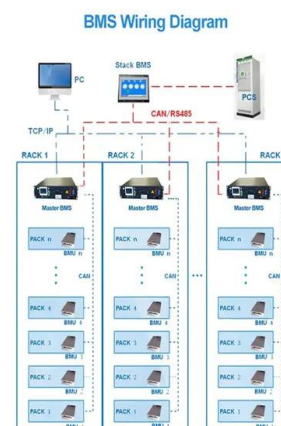 BMS Wiring Diagram
Stack BMS
PC
PCS
CAN/RS485
TCP/IP
RACK 1
RACK 2
RACK
Master BMS
Master BMS
Master BMS
PACK n
BMU n
PACK n
BMU n
PACK n
BMU n
CAN
CAN
CAN
PACK 4
BMU 4
PACK 4
BMU 4
PACK 4
BMU 4
PACK 3
BMU 3
PACK 3
BMU 3
PACK 3
BMU 3
PACK 2
BMU 2
PACK 2
BMU 2
PACK 2
BMU 2
PACK 1
PACK 1
PACK 1